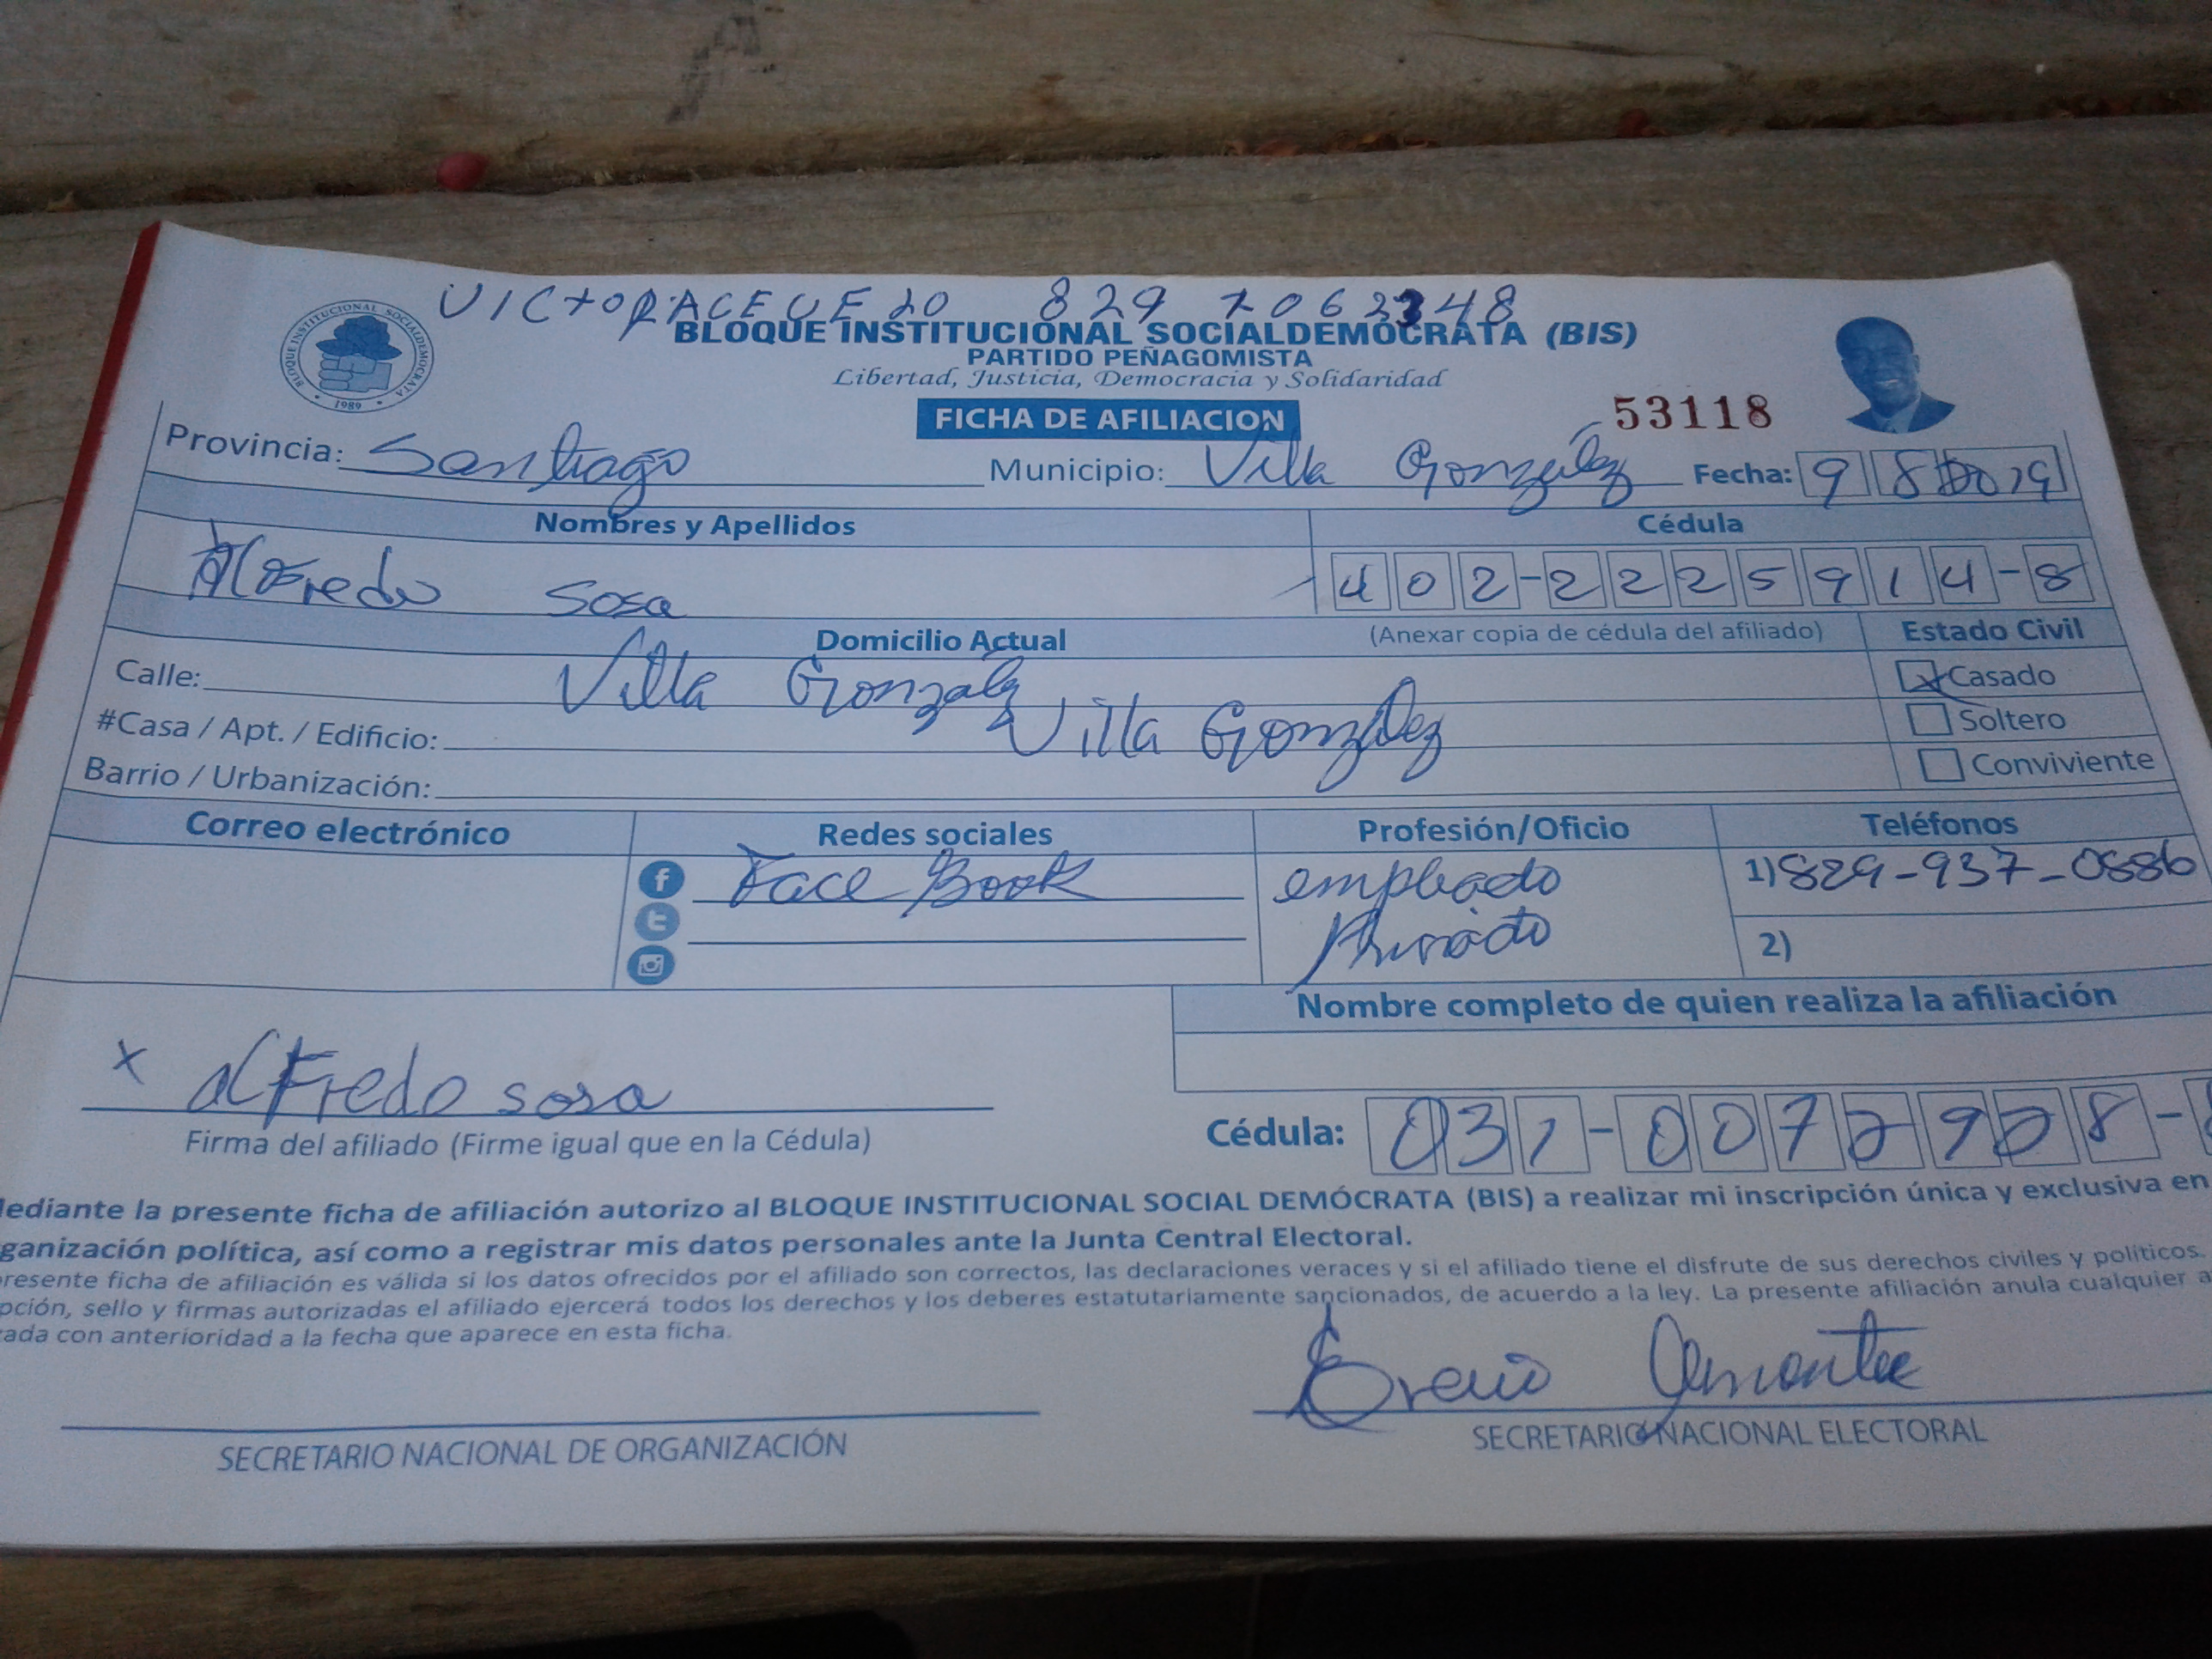 VICTOR ACEVEDO 829 7062348
BLOQUE INSTITUCIONAL SOCIALDEMOCRATA
1989
BLOQUE INSTITUCIONAL SOCIALDEMÓCRATA (BIS)
PARTIDO PEÑAGOMISTA
Libertad, Justicia, Democracia y Solidaridad
FICHA DE AFILIACION
53118
Provincia: Santiago Municipio: Villa González Fecha: 9 8 2019
Nombres y Apellidos Cédula
Alfredo Sosa 402-2225914-8
Domicilio Actual (Anexar copia de cédula del afiliado) Estado Civil
Calle: Villa González Casado
#Casa / Apt. / Edificio: Villa González Soltero
Barrio / Urbanización: Conviviente
Correo electrónico Redes sociales Profesión/Oficio Teléfonos
Face Book empleado 1) 829-937-0886
Privado 2)
Nombre completo de quien realiza la afiliación
x alFredo sosa
Firma del afiliado (Firme igual que en la Cédula) Cédula: 031-0072928-
Mediante la presente ficha de afiliación autorizo al BLOQUE INSTITUCIONAL SOCIAL DEMÓCRATA (BIS) a realizar mi inscripción única y exclusiva en
ganización política, así como a registrar mis datos personales ante la Junta Central Electoral.
presente ficha de afiliación es válida si los datos ofrecidos por el afiliado son correctos, las declaraciones veraces y si el afiliado tiene el disfrute de sus derechos civiles y políticos.
pción, sello y firmas autorizadas el afiliado ejercerá todos los derechos y los deberes estatutariamente sancionados, de acuerdo a la ley. La presente afiliación anula cualquier a
ada con anterioridad a la fecha que aparece en esta ficha.
SECRETARIO NACIONAL DE ORGANIZACIÓN SECRETARIO NACIONAL ELECTORAL